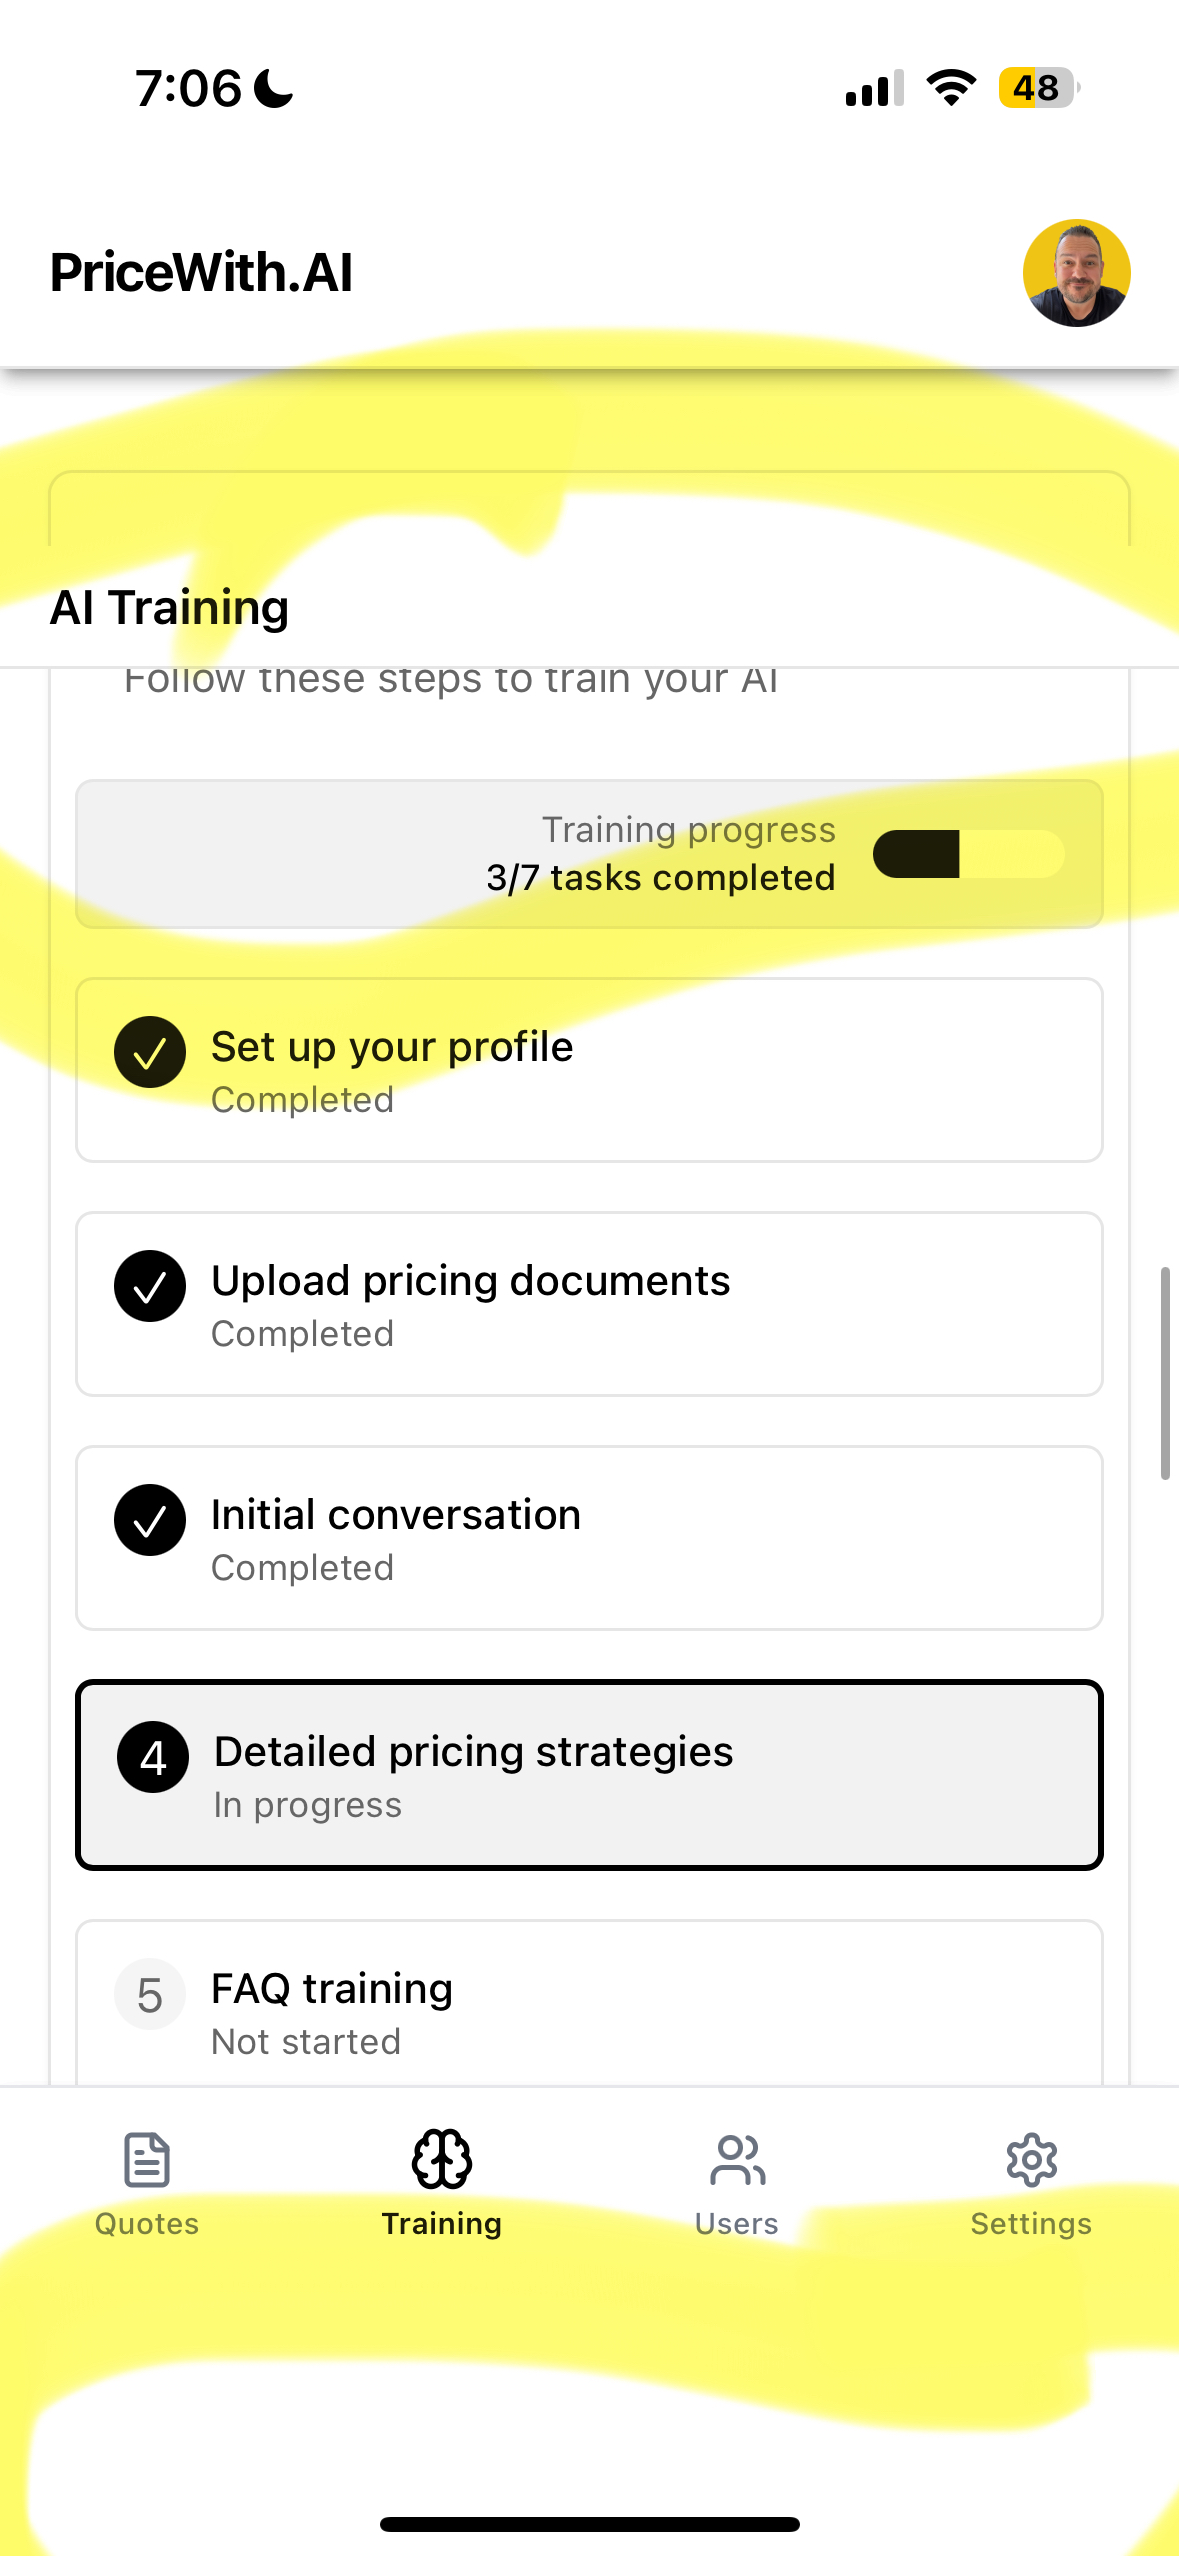 7:06
48
PriceWith.AI
AI Training
Follow these steps to train your AI
Training progress
3/7 tasks completed
Set up your profile
Completed
Upload pricing documents
Completed
Initial conversation
Completed
4
Detailed pricing strategies
In progress
5
FAQ training
Not started
Quotes
Training
Users
Settings